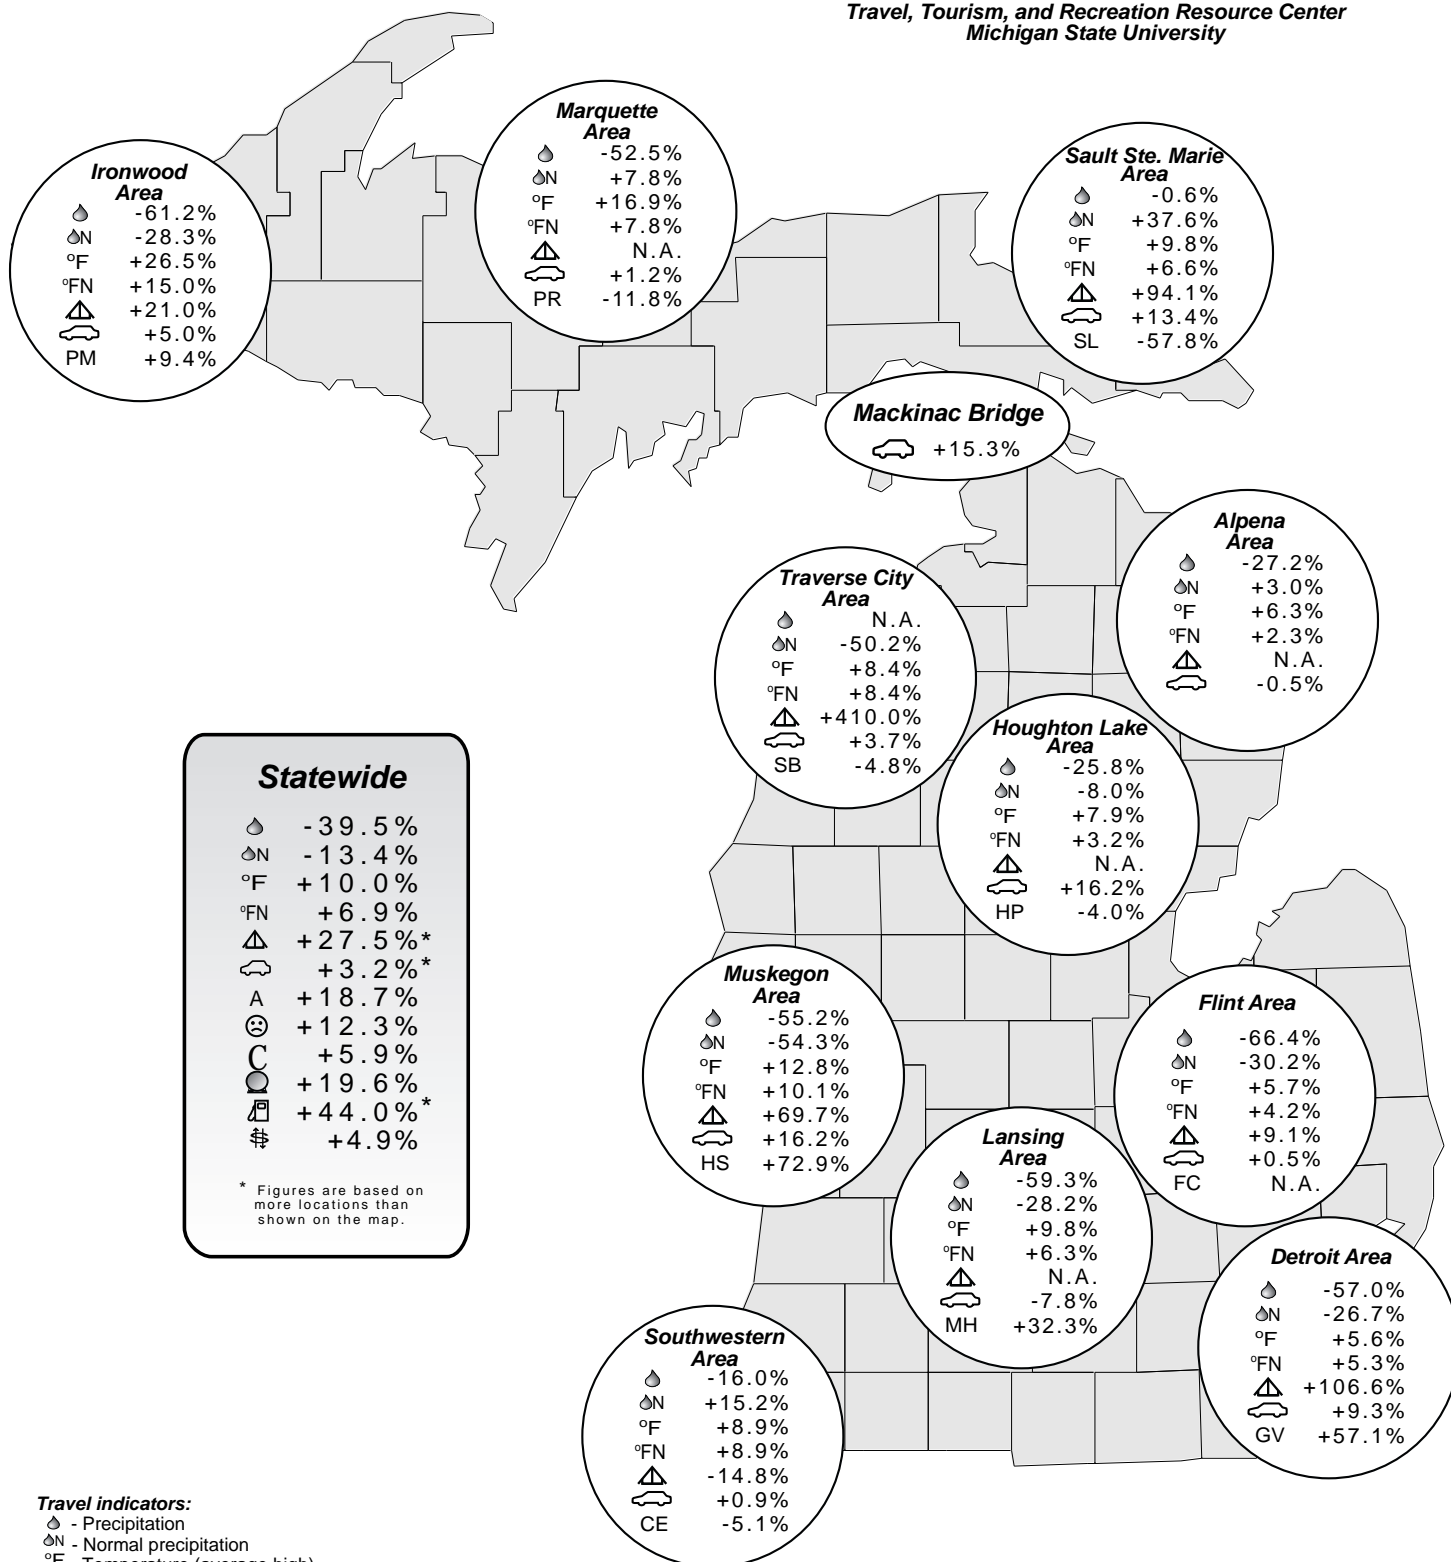 Travel, Tourism, and Recreation Resource Center
Michigan State University
Marquette
Area
-52.5%
N +7.8%
°F +16.9%
°FN +7.8%
N.A.
+1.2%
PR -11.8%
Sault Ste. Marie
Area
-0.6%
N +37.6%
°F +9.8%
°FN +6.6%
+94.1%
+13.4%
SL -57.8%
Ironwood
Area
-61.2%
N -28.3%
°F +26.5%
°FN +15.0%
+21.0%
+5.0%
PM +9.4%
Mackinac Bridge
+15.3%
Alpena
Area
-27.2%
N +3.0%
°F +6.3%
°FN +2.3%
N.A.
-0.5%
Traverse City
Area
N.A.
N -50.2%
°F +8.4%
°FN +8.4%
+410.0%
+3.7%
SB -4.8%
Houghton Lake
Area
-25.8%
N -8.0%
°F +7.9%
°FN +3.2%
N.A.
+16.2%
HP -4.0%
Statewide
-39.5%
N -13.4%
°F +10.0%
°FN +6.9%
+27.5%*
+3.2%*
A +18.7%
+12.3%
C +5.9%
+19.6%
+44.0%*
$ +4.9%
* Figures are based on
more locations than
shown on the map.
Muskegon
Area
-55.2%
N -54.3%
°F +12.8%
°FN +10.1%
+69.7%
+16.2%
HS +72.9%
Flint Area
-66.4%
N -30.2%
°F +5.7%
°FN +4.2%
+9.1%
+0.5%
FC N.A.
Lansing
Area
-59.3%
N -28.2%
°F +9.8%
°FN +6.3%
N.A.
-7.8%
MH +32.3%
Detroit Area
-57.0%
N -26.7%
°F +5.6%
°FN +5.3%
+106.6%
+9.3%
GV +57.1%
Southwestern
Area
-16.0%
N +15.2%
°F +8.9%
°FN +8.9%
-14.8%
+0.9%
CE -5.1%
Travel indicators:
- Precipitation
N - Normal precipitation
°F - Temperature (average high)